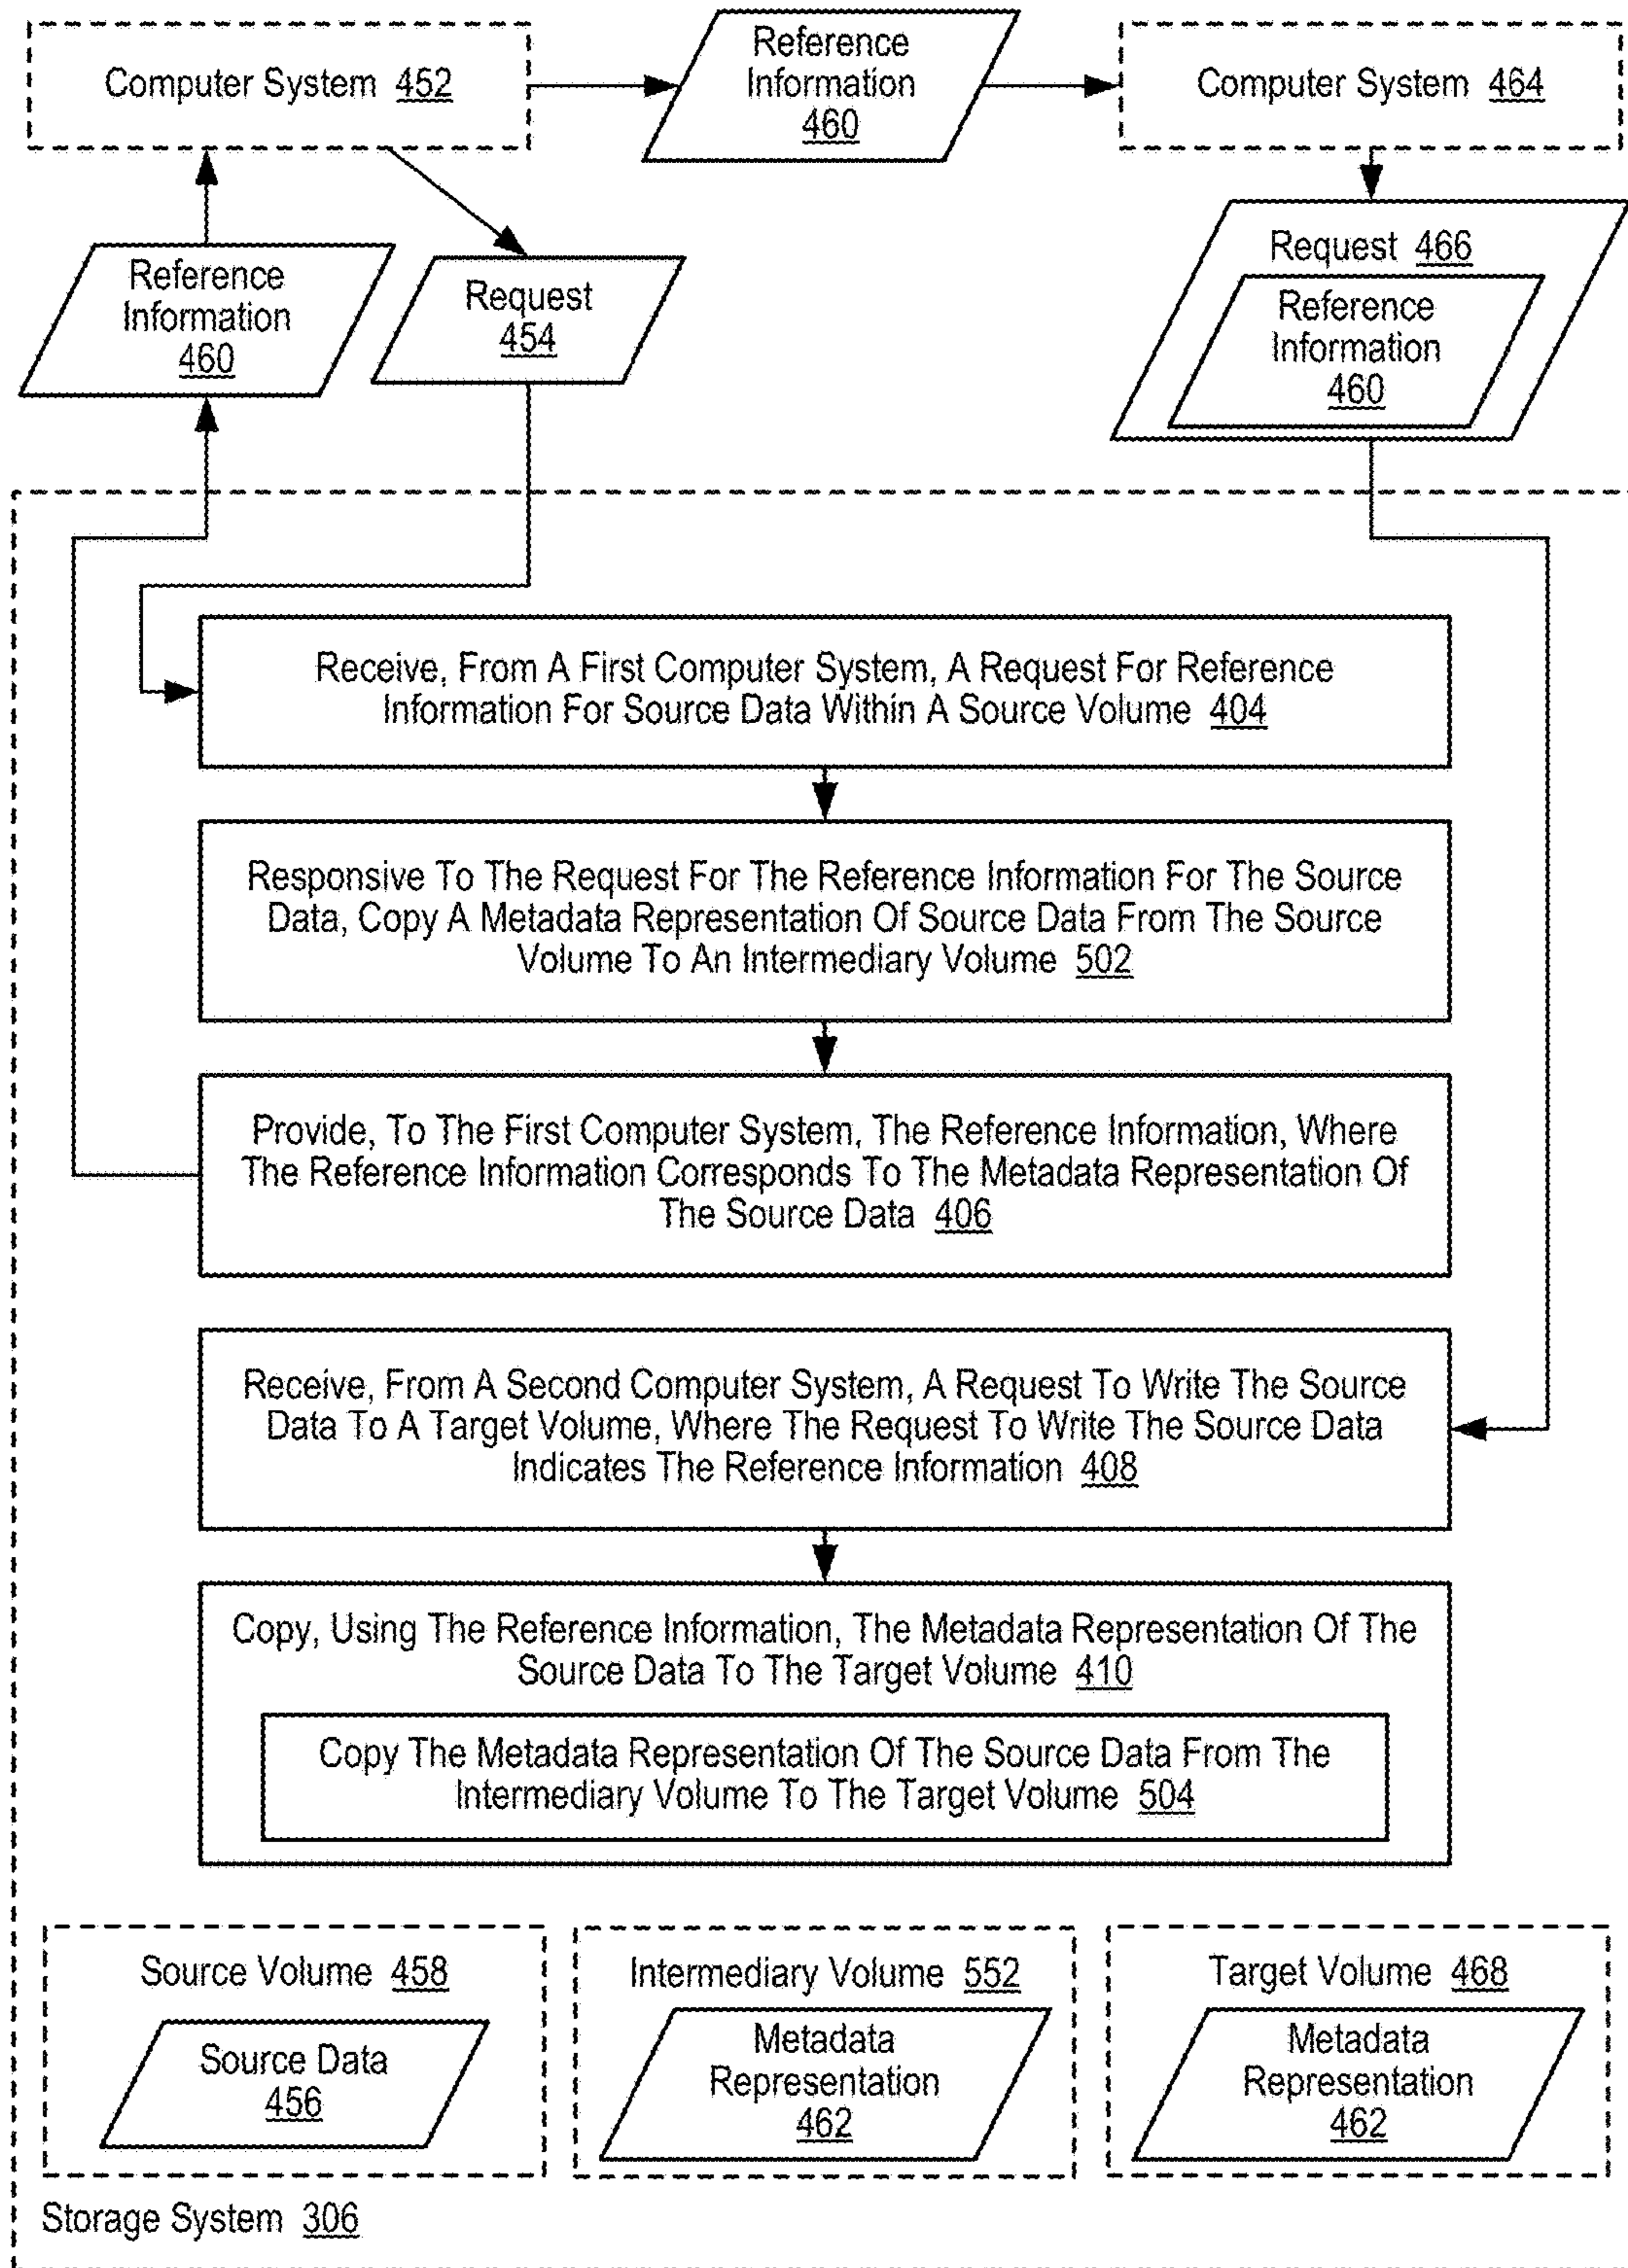 Computer System 452
Reference
Information
460
Computer System 464
Reference
Information
460
Request
454
Request 466
Reference
Information
460
Receive, From A First Computer System, A Request For Reference
Information For Source Data Within A Source Volume 404
Responsive To The Request For The Reference Information For The Source
Data, Copy A Metadata Representation Of Source Data From The Source
Volume To An Intermediary Volume 502
Provide, To The First Computer System, The Reference Information, Where
The Reference Information Corresponds To The Metadata Representation Of
The Source Data 406
Receive, From A Second Computer System, A Request To Write The Source
Data To A Target Volume, Where The Request To Write The Source Data
Indicates The Reference Information 408
Copy, Using The Reference Information, The Metadata Representation Of The
Source Data To The Target Volume 410
Copy The Metadata Representation Of The Source Data From The
Intermediary Volume To The Target Volume 504
Source Volume 458
Source Data
456
Intermediary Volume 552
Metadata
Representation
462
Target Volume 468
Metadata
Representation
462
Storage System 306